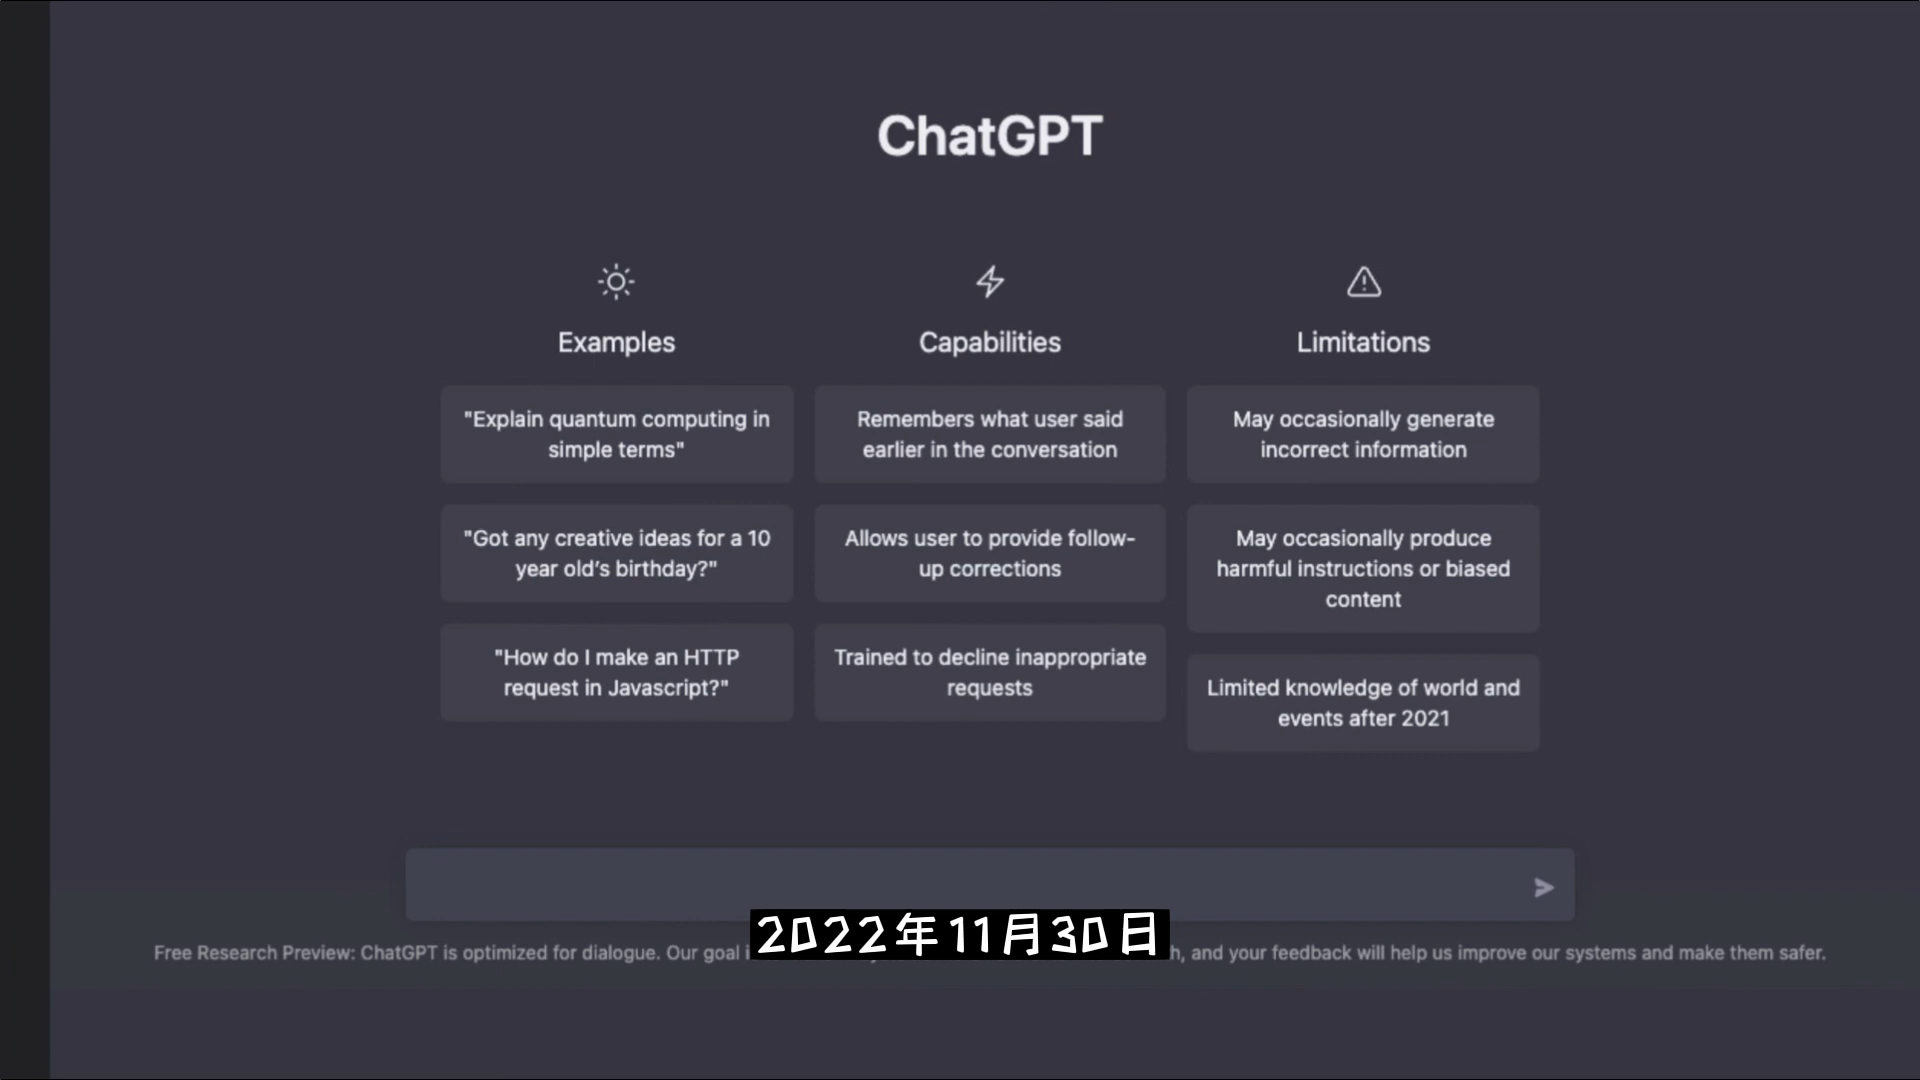 ChatGPT
Examples
"Explain quantum computing in
simple terms"
"Got any creative ideas for a 10
year old's birthday?"
"How do I make an HTTP
request in Javascript?"
Capabilities
Remembers what user said
earlier in the conversation
Allows user to provide follow-
up corrections
Trained to decline inappropriate
requests
Limitations
May occasionally generate
incorrect information
May occasionally produce
harmful instructions or biased
content
Limited knowledge of world and
events after 2021
Free Research Preview: ChatGPT is optimized for dialogue. Our goal and your feedback will help us improve our systems and make them safer.
2022年11月30日